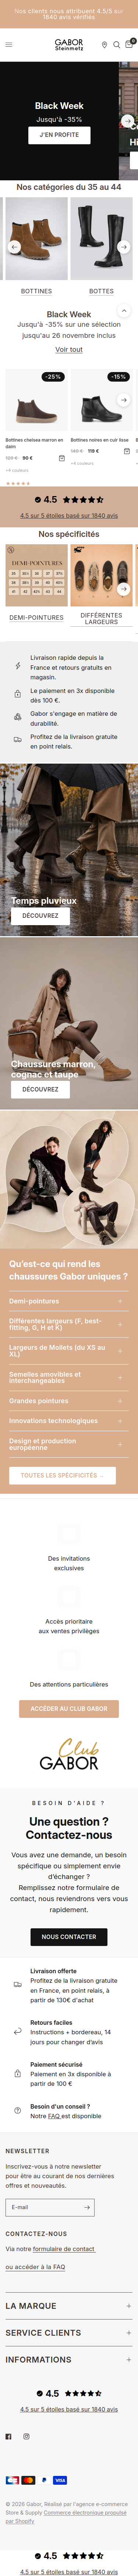 Nos clients nous attribuent 4,5/5 sur
1840 avis vérifiés
GABOR
Steinmetz
0
Black Week
Jusqu'à -35%
J'EN PROFITE
Nos catégories du 35 au 44
BOTTINES
BOTTES
Black Week
Jusqu'à -35% sur une sélection
jusqu'au 26 novembre inclus
Voir tout
-25%
-15%
Bottines chelsea marron en daim
Bottines noires en cuir lisse
90 €
119 €
4.5
4.5 sur 5 étoiles basé sur 1840 avis
Nos spécificités
DEMI-POINTURES
DEMI-POINTURES
DIFFÉRENTES
LARGEURS
Livraison rapide depuis la
France et retours gratuits en
magasin.
Le paiement en 3x disponible
dès 100 €.
Gabor s'engage en matière de
durabilité.
Profitez de la livraison gratuite
en point relais.
Temps pluvieux
DÉCOUVREZ
Chaussures marron,
cognac et taupe
DÉCOUVREZ
Qu'est-ce qui rend les
chaussures Gabor uniques ?
Demi-pointures
Différentes largeurs (F, best-
fitting, G, H et K)
Largeurs de Mollets (du XS au
XL)
Semelles amovibles et
interchangeables
Grandes pointures
Innovations technologiques
Design et production
européenne
TOUTES LES SPÉCIFICITÉS →
Des invitations
exclusives
Accès prioritaire
aux ventes privilèges
Des attentions particulières
ACCÉDER AU CLUB GABOR
Club
GABOR
BESOIN D'AIDE ?
Une question ?
Contactez-nous
Vous avez une demande, un besoin
spécifique ou simplement envie
d'échanger ?
Remplissez notre formulaire de
contact, nous reviendrons vers vous
rapidement.
NOUS CONTACTER
Livraison offerte
Profitez de la livraison gratuite
en France, en point relais, à
partir de 130€ d'achat
Retours faciles
Instructions + bordereau, 14
jours pour changer d'avis
Paiement sécurisé
Paiement en 3x disponible à
partir de 100 €
Besoin d'un conseil ?
Notre FAQ est disponible
NEWSLETTER
Inscrivez-vous à notre newsletter
pour être au courant de nos dernières
offres et nouveautés.
E-mail
CONTACTEZ-NOUS
Via notre formulaire de contact
ou accéder à la FAQ
LA MARQUE
SERVICE CLIENTS
INFORMATIONS
4.5
4.5 sur 5 étoiles basé sur 1840 avis
VISA
© 2026 Gabor, Réalisé par l'agence e-commerce
Store & Supply Commerce électronique propulsé
par Shopify
4.5
4.5 sur 5 étoiles basé sur 1840 avis